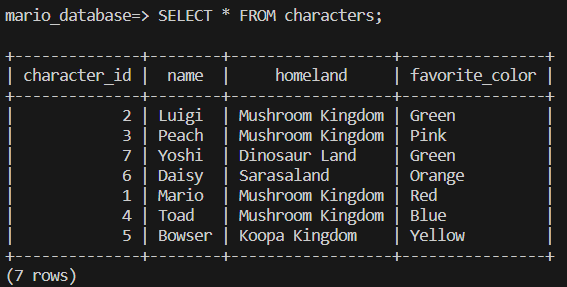 mario_database=> SELECT * FROM characters;
+--------------+--------+------------------+----------------+
| character_id |  name  |     homeland     | favorite_color |
+--------------+--------+------------------+----------------+
|            2 | Luigi  | Mushroom Kingdom | Green          |
|            3 | Peach  | Mushroom Kingdom | Pink           |
|            7 | Yoshi  | Dinosaur Land    | Green          |
|            6 | Daisy  | Sarasaland       | Orange         |
|            1 | Mario  | Mushroom Kingdom | Red            |
|            4 | Toad   | Mushroom Kingdom | Blue           |
|            5 | Bowser | Koopa Kingdom    | Yellow         |
+--------------+--------+------------------+----------------+
(7 rows)